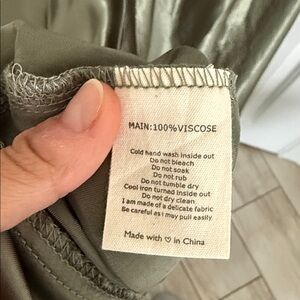 MAIN:100%VISCOSE
Cold hand wash inside out
Do not bleach
Do not soak
Do not rub
Do not tumble dry
Cool iron turned inside out
Do not dry clean
I am made of a delicate fabric
Be careful as i may pull easily
Made with ♡ in China